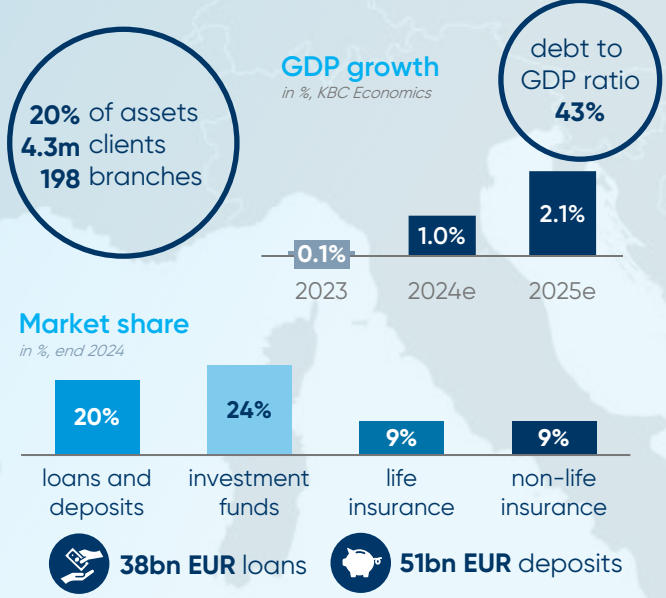 20% of assets
4.3m clients
198 branches
GDP growth
in %, KBC Economics
debt to
GDP ratio
43%
0.1%
1.0%
2.1%
2023
2024e
2025e
Market share
in %, end 2024
20%
24%
9%
9%
loans and
deposits
investment
funds
life
insurance
non-life
insurance
38bn EUR loans
51bn EUR deposits